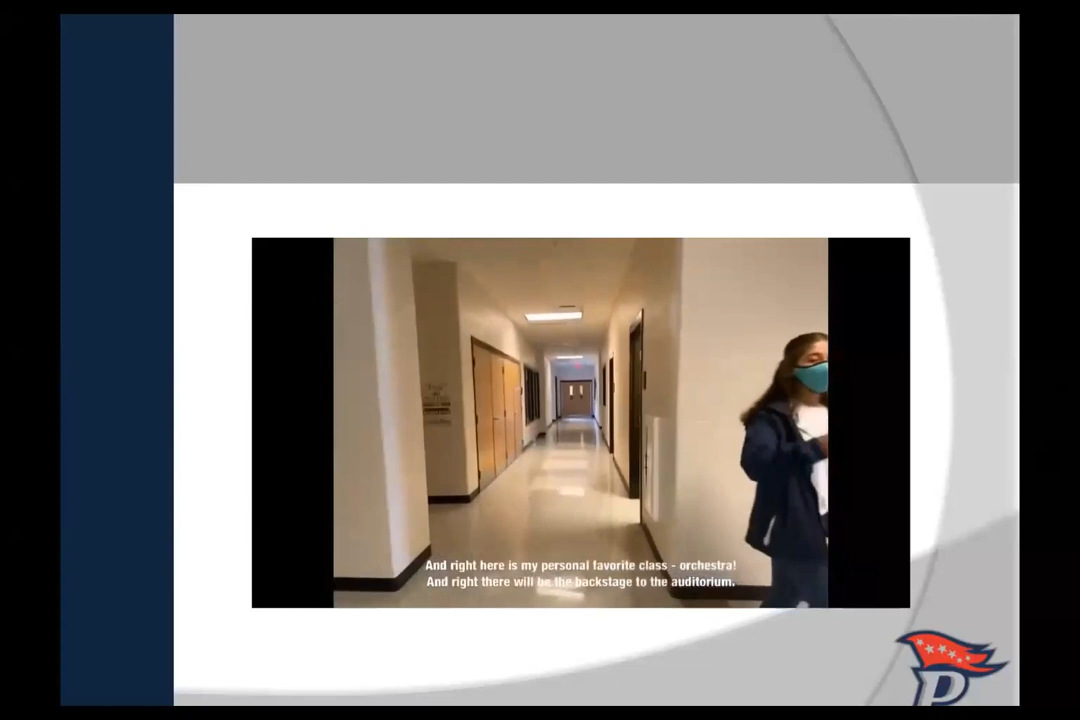 And right here is my personal favorite class - orchestra!
And right there will be the backstage to the auditorium.
P